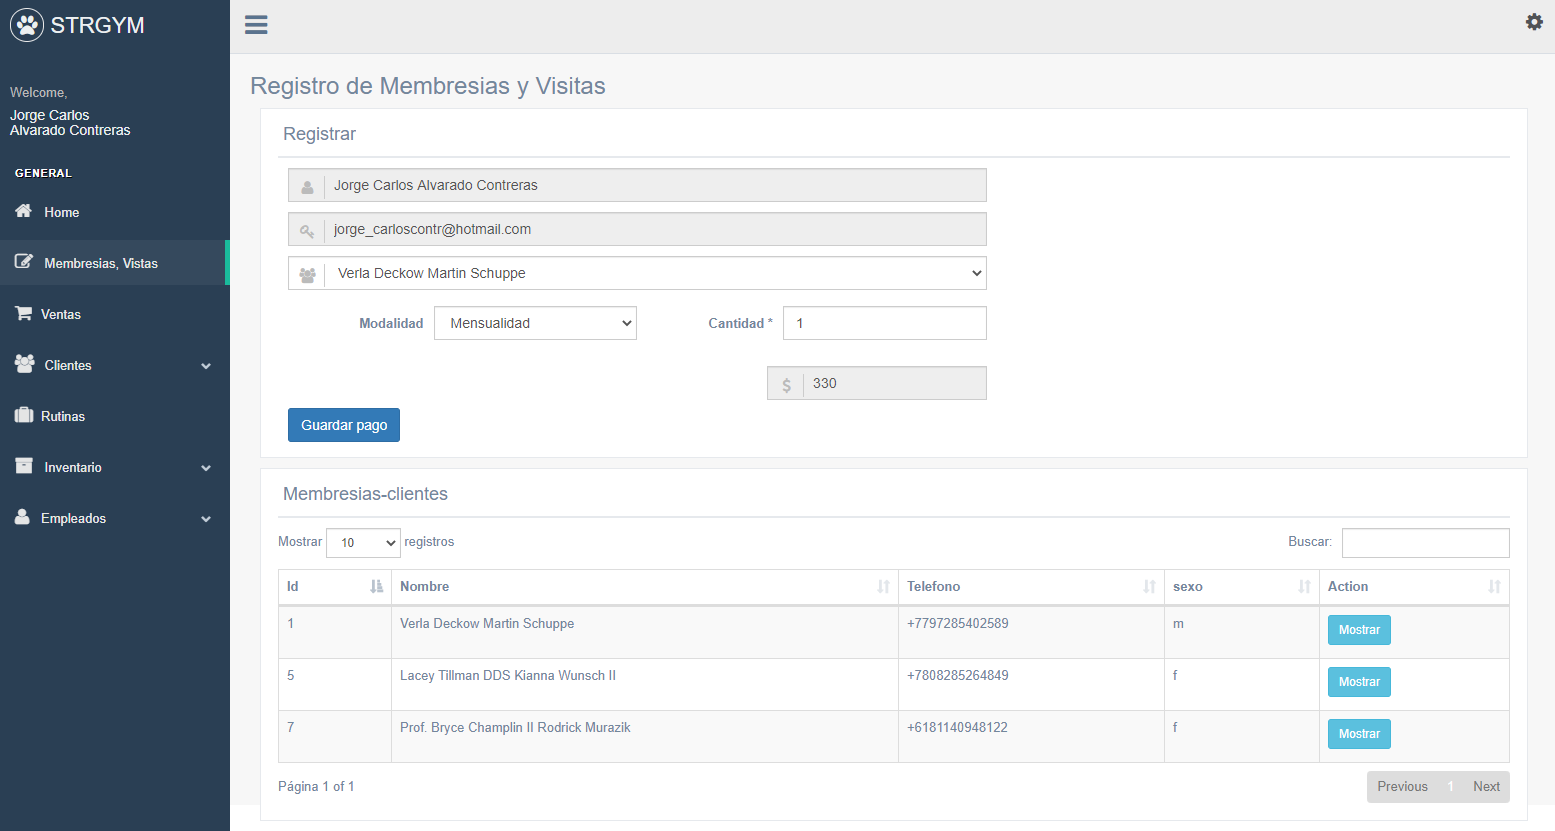 STRGYM
Welcome,
Jorge Carlos
Alvarado Contreras
GENERAL
Home
Membresias, Vistas
Ventas
Clientes
Rutinas
Inventario
Empleados
Registro de Membresias y Visitas
Registrar
Jorge Carlos Alvarado Contreras
jorge_carloscontr@hotmail.com
Verla Deckow Martin Schuppe
Modalidad Mensualidad Cantidad * 1
$ 330
Guardar pago
Membresias-clientes
Mostrar 10 registros Buscar:
Id Nombre Telefono sexo Action
1 Verla Deckow Martin Schuppe +7797285402589 m Mostrar
5 Lacey Tillman DDS Kianna Wunsch II +7808285264849 f Mostrar
7 Prof. Bryce Champlin II Rodrick Murazik +6181140948122 f Mostrar
Página 1 of 1 Previous 1 Next